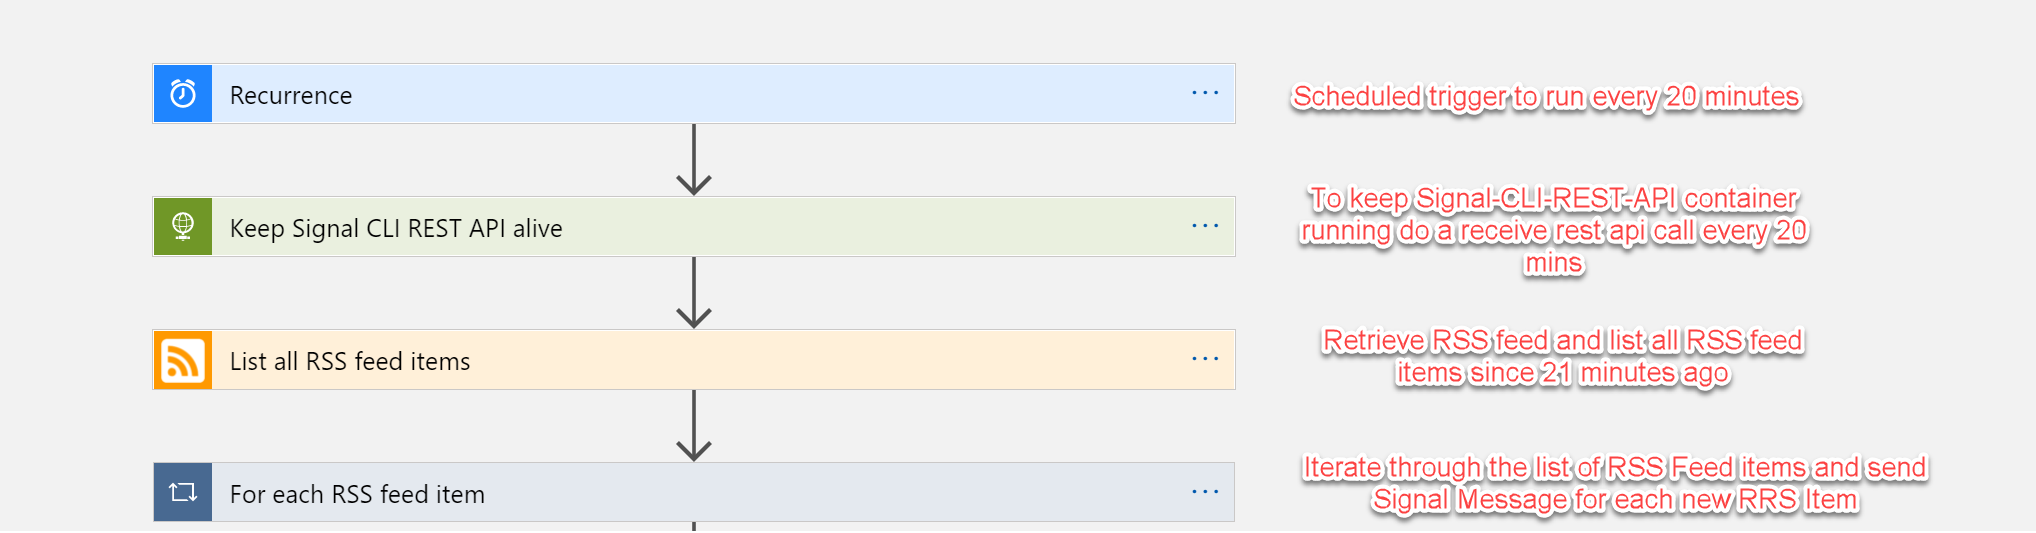 Recurrence
Scheduled trigger to run every 20 minutes
Keep Signal CLI REST API alive
To keep Signal-CLI-REST-API container
running do a receive rest api call every 20
mins
List all RSS feed items
Retrieve RSS feed and list all RSS feed
items since 21 minutes ago
For each RSS feed item
Iterate through the list of RSS Feed items and send
Signal Message for each new RRS Item